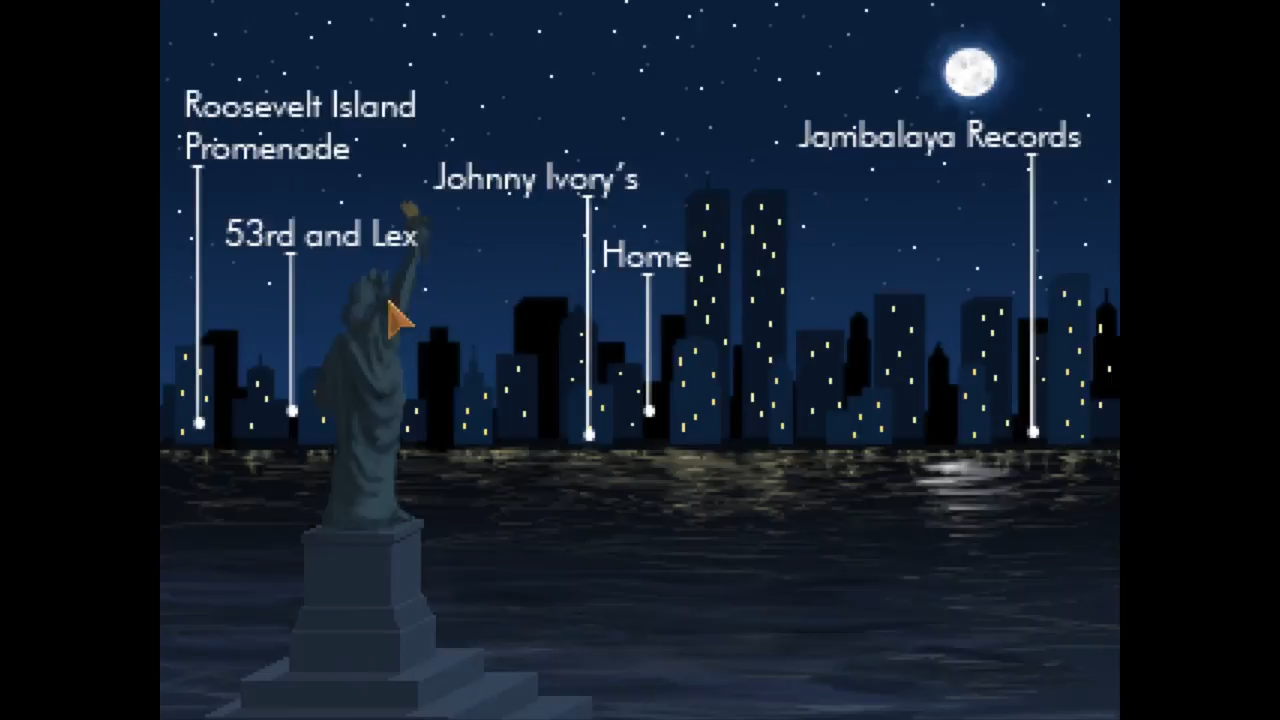 Roosevelt Island
Promenade
53rd and Lex
Johnny Ivory's
Home
Jambalaya Records